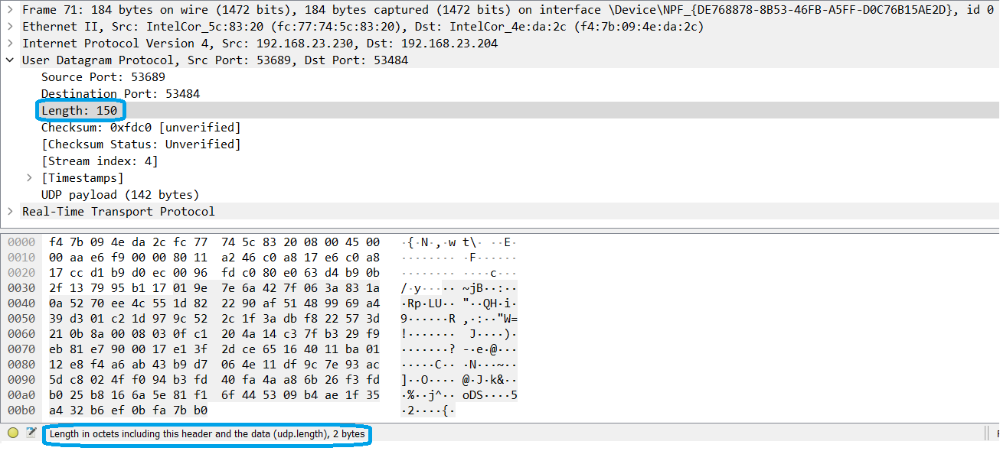 Frame 71: 184 bytes on wire (1472 bits), 184 bytes captured (1472 bits) on interface \Device\NPF_{DE768878-8B53-46FB-A5FF-D0C76B15AE2D}, id 0
Ethernet II, Src: IntelCor_5c:83:20 (fc:77:74:5c:83:20), Dst: IntelCor_4e:da:2c (f4:7b:09:4e:da:2c)
Internet Protocol Version 4, Src: 192.168.23.230, Dst: 192.168.23.204
User Datagram Protocol, Src Port: 53689, Dst Port: 53484
Source Port: 53689
Destination Port: 53484
Length: 150
Checksum: 0xfdc0 [unverified]
[Checksum Status: Unverified]
[Stream index: 4]
[Timestamps]
UDP payload (142 bytes)
Real-Time Transport Protocol
0000 f4 7b 09 4e da 2c fc 77 74 5c 83 20 08 00 45 00 ·{·N·,·w t\· ··E·
0010 00 aa e6 f9 00 00 80 11 a2 46 c0 a8 17 e6 c0 a8 ········ ·F······
0020 17 cc d1 b9 d0 ec 00 96 fd c0 80 e0 63 d4 b9 0b ········ ····c···
0030 2f 13 79 95 b1 17 01 9e 7e 6a 42 7f 06 3a 83 1a /·y····· ~jB··:··
0040 0a 52 70 ee 4c 55 1d 82 22 90 af 51 48 99 69 a4 ·Rp·LU·· "··QH·i·
0050 39 d3 01 c2 1d 97 9c 52 2c 1f 3a db f8 22 57 3d 9······R ,·:··"W=
0060 21 0b 8a 00 08 03 0f c1 20 4a 14 c3 7f b3 29 f9 !·······  J····)·
0070 eb 81 e7 90 00 17 e1 3f 2d ce 65 16 40 11 ba 01 ·······? -·e·@···
0080 12 e8 f4 a6 ab 43 b9 d7 06 4e 11 df 9c 7e 93 ac ·····C·· ·N···~··
0090 5d c8 02 4f f0 94 b3 fd 40 fa 4a a8 6b 26 f3 fd ]··O···· @·J·k&··
00a0 b0 25 b8 16 6a 5e 81 f1 6f 44 53 09 b4 ae 1f 35 ·%··j^·· oDS····5
00b0 a4 32 b6 ef 0b fa 7b b0 ·2····{·
Length in octets including this header and the data (udp.length), 2 bytes